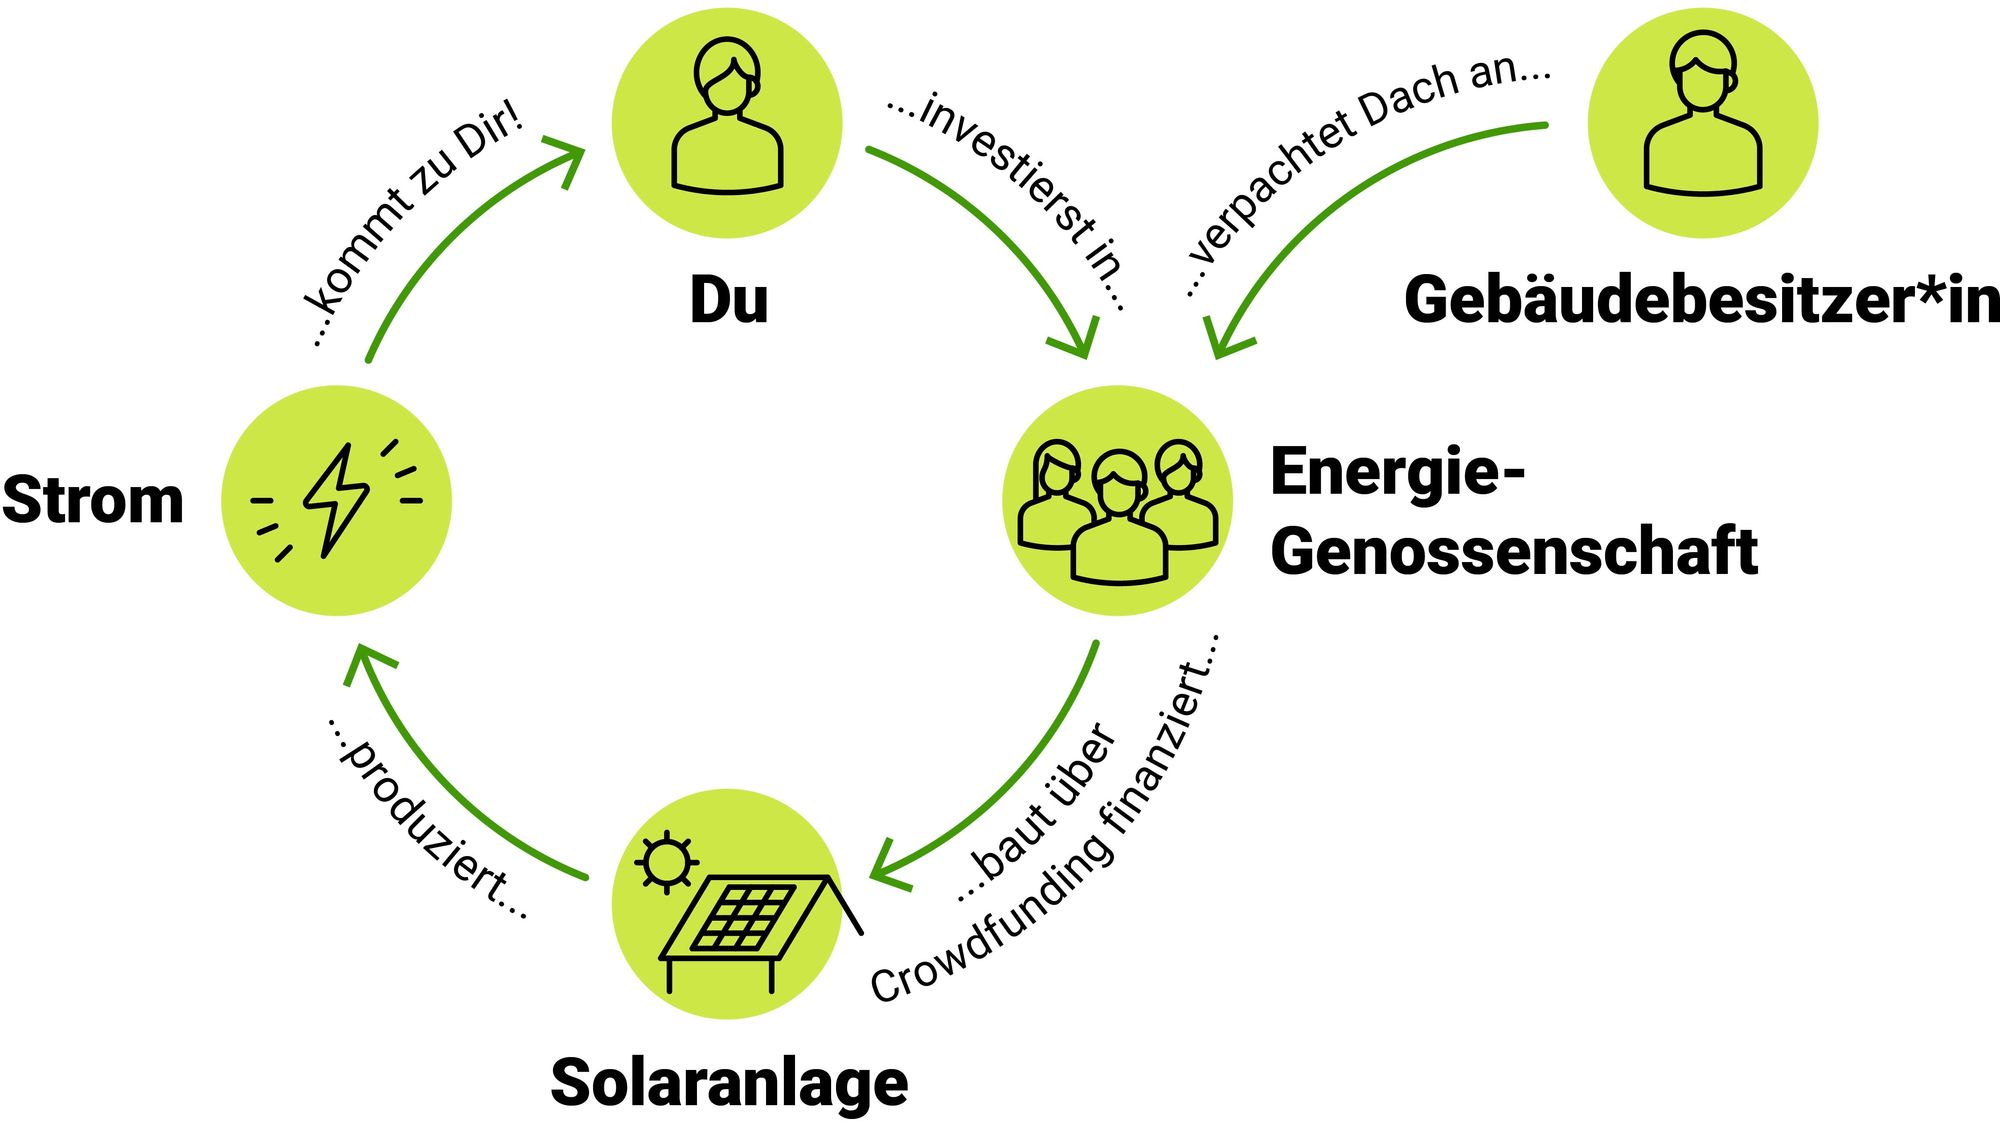 Du
...investierst in...
...verpachtet Dach an...
Gebäudebesitzer*in
Energie-
Genossenschaft
...baut über
Crowdfunding finanziert...
Solaranlage
...produziert...
Strom
...kommt zu Dir!